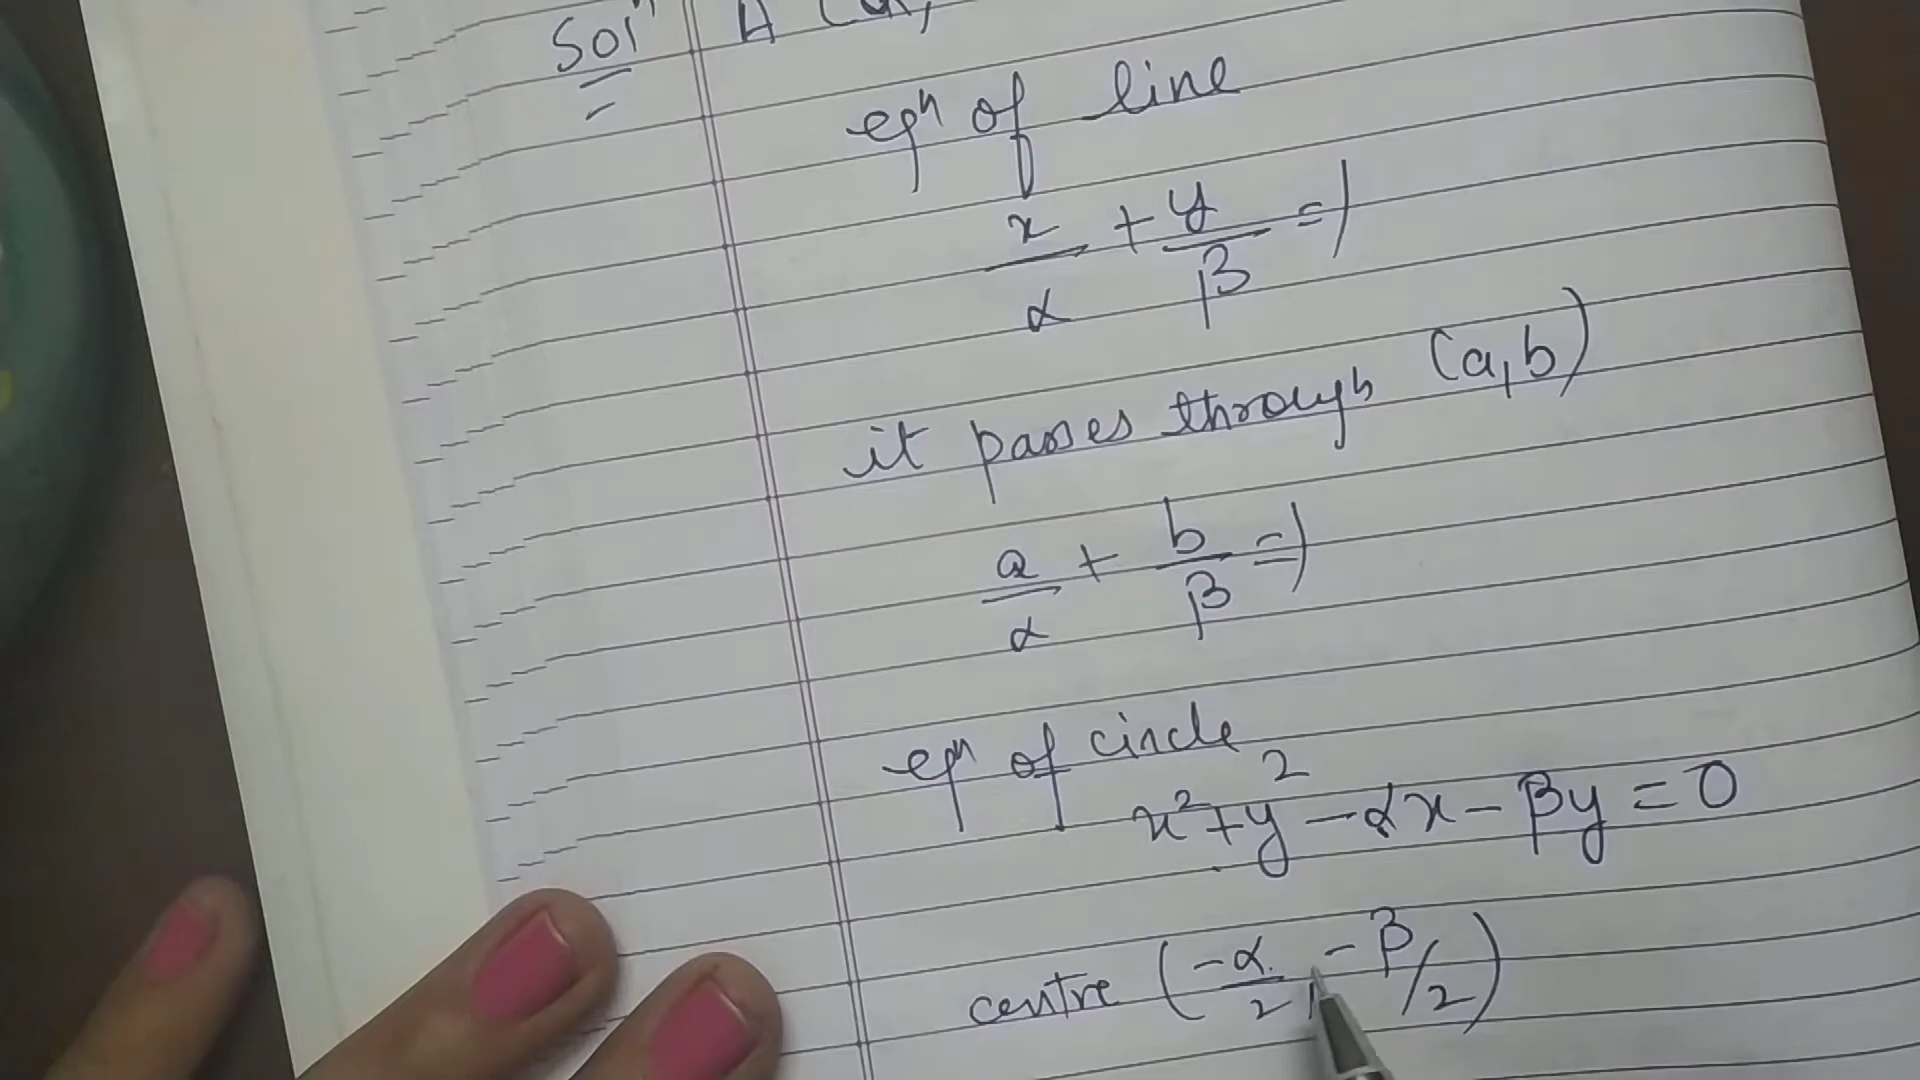 Solⁿ
eqⁿ of line
x/α + y/β = 1
it passes through (a,b)
a/α + b/β = 1
eqⁿ of circle
x² + y² - αx - βy = 0
centre (-α/2, -β/2)